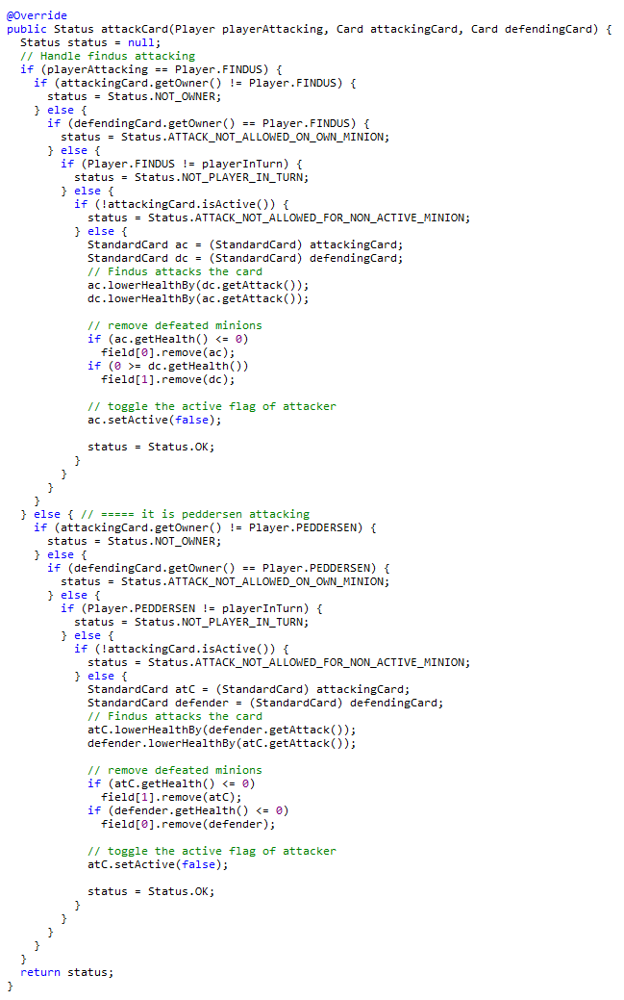 @Override
public Status attackCard(Player playerAttacking, Card attackingCard, Card defendingCard) {
  Status status = null;
  // Handle findus attacking
  if (playerAttacking == Player.FINDUS) {
    if (attackingCard.getOwner() != Player.FINDUS) {
      status = Status.NOT_OWNER;
    } else {
      if (defendingCard.getOwner() == Player.FINDUS) {
        status = Status.ATTACK_NOT_ALLOWED_ON_OWN_MINION;
      } else {
        if (Player.FINDUS != playerInTurn) {
          status = Status.NOT_PLAYER_IN_TURN;
        } else {
          if (!attackingCard.isActive()) {
            status = Status.ATTACK_NOT_ALLOWED_FOR_NON_ACTIVE_MINION;
          } else {
            StandardCard ac = (StandardCard) attackingCard;
            StandardCard dc = (StandardCard) defendingCard;
            // Findus attacks the card
            ac.lowerHealthBy(dc.getAttack());
            dc.lowerHealthBy(ac.getAttack());

            // remove defeated minions
            if (ac.getHealth() <= 0)
              field[0].remove(ac);
            if (0 >= dc.getHealth())
              field[1].remove(dc);

            // toggle the active flag of attacker
            ac.setActive(false);

            status = Status.OK;
          }
        }
      }
    }
  } else { // ===== it is peddersen attacking
    if (attackingCard.getOwner() != Player.PEDDERSEN) {
      status = Status.NOT_OWNER;
    } else {
      if (defendingCard.getOwner() == Player.PEDDERSEN) {
        status = Status.ATTACK_NOT_ALLOWED_ON_OWN_MINION;
      } else {
        if (Player.PEDDERSEN != playerInTurn) {
          status = Status.NOT_PLAYER_IN_TURN;
        } else {
          if (!attackingCard.isActive()) {
            status = Status.ATTACK_NOT_ALLOWED_FOR_NON_ACTIVE_MINION;
          } else {
            StandardCard atC = (StandardCard) attackingCard;
            StandardCard defender = (StandardCard) defendingCard;
            // Findus attacks the card
            atC.lowerHealthBy(defender.getAttack());
            defender.lowerHealthBy(atC.getAttack());

            // remove defeated minions
            if (atC.getHealth() <= 0)
              field[1].remove(atC);
            if (defender.getHealth() <= 0)
              field[0].remove(defender);

            // toggle the active flag of attacker
            atC.setActive(false);

            status = Status.OK;
          }
        }
      }
    }
  }
  return status;
}